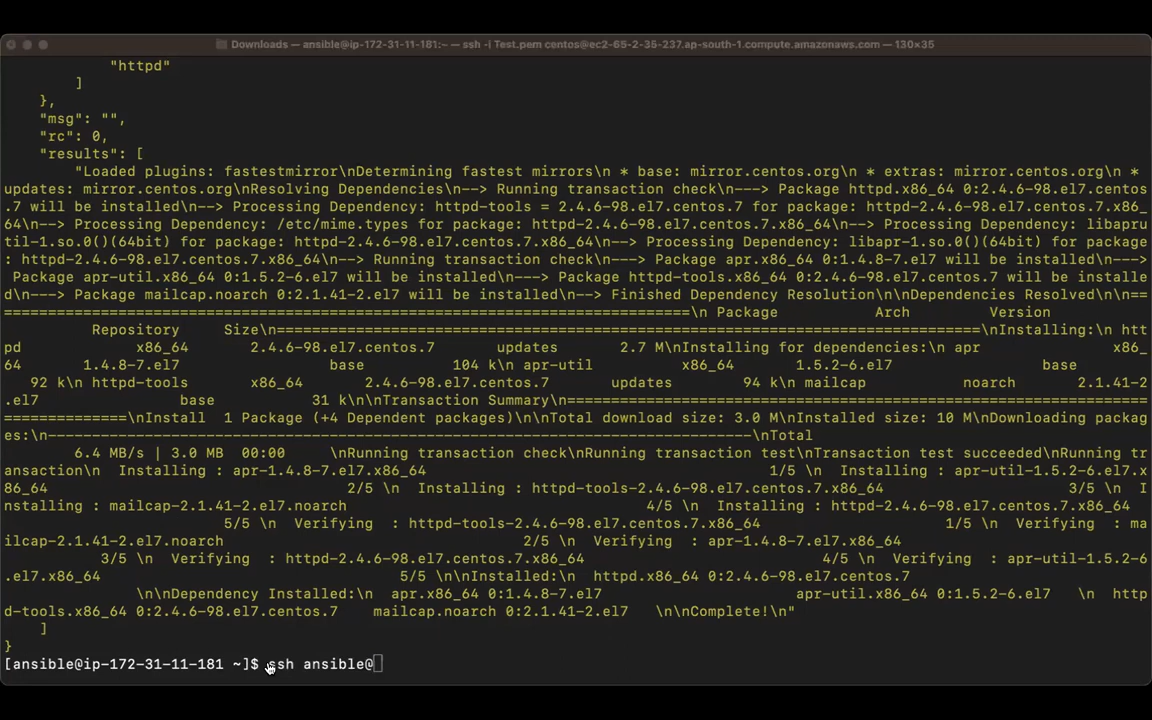 Downloads — ansible@ip-172-31-11-181:~ — ssh -i Test.pem centos@ec2-65-2-35-237.ap-south-1.compute.amazonaws.com — 130×35
"httpd"
]
},
"msg": "",
"rc": 0,
"results": [
"Loaded plugins: fastestmirror\nDetermining fastest mirrors\n * base: mirror.centos.org\n * extras: mirror.centos.org\n *
updates: mirror.centos.org\nResolving Dependencies\n--> Running transaction check\n---> Package httpd.x86_64 0:2.4.6-98.el7.centos
.7 will be installed\n--> Processing Dependency: httpd-tools = 2.4.6-98.el7.centos.7 for package: httpd-2.4.6-98.el7.centos.7.x86_
64\n--> Processing Dependency: /etc/mime.types for package: httpd-2.4.6-98.el7.centos.7.x86_64\n--> Processing Dependency: libapru
til-1.so.0()(64bit) for package: httpd-2.4.6-98.el7.centos.7.x86_64\n--> Processing Dependency: libapr-1.so.0()(64bit) for package
: httpd-2.4.6-98.el7.centos.7.x86_64\n--> Running transaction check\n---> Package apr.x86_64 0:1.4.8-7.el7 will be installed\n--->
Package apr-util.x86_64 0:1.5.2-6.el7 will be installed\n---> Package httpd-tools.x86_64 0:2.4.6-98.el7.centos.7 will be installe
d\n---> Package mailcap.noarch 0:2.1.41-2.el7 will be installed\n--> Finished Dependency Resolution\n\nDependencies Resolved\n\n==
==============================================================================\n Package Arch Version
Repository Size\n================================================================================\nInstalling:\n htt
pd x86_64 2.4.6-98.el7.centos.7 updates 2.7 M\nInstalling for dependencies:\n apr x86_
64 1.4.8-7.el7 base 104 k\n apr-util x86_64 1.5.2-6.el7 base
92 k\n httpd-tools x86_64 2.4.6-98.el7.centos.7 updates 94 k\n mailcap noarch 2.1.41-2
.el7 base 31 k\n\nTransaction Summary\n==================================================================
==============\nInstall 1 Package (+4 Dependent packages)\n\nTotal download size: 3.0 M\nInstalled size: 10 M\nDownloading packag
es:\n--------------------------------------------------------------------------------\nTotal
6.4 MB/s | 3.0 MB 00:00 \nRunning transaction check\nRunning transaction test\nTransaction test succeeded\nRunning tr
ansaction\n Installing : apr-1.4.8-7.el7.x86_64 1/5 \n Installing : apr-util-1.5.2-6.el7.x
86_64 2/5 \n Installing : httpd-tools-2.4.6-98.el7.centos.7.x86_64 3/5 \n I
nstalling : mailcap-2.1.41-2.el7.noarch 4/5 \n Installing : httpd-2.4.6-98.el7.centos.7.x86_64
5/5 \n Verifying : httpd-tools-2.4.6-98.el7.centos.7.x86_64 1/5 \n Verifying : ma
ilcap-2.1.41-2.el7.noarch 2/5 \n Verifying : apr-1.4.8-7.el7.x86_64
3/5 \n Verifying : httpd-2.4.6-98.el7.centos.7.x86_64 4/5 \n Verifying : apr-util-1.5.2-6
.el7.x86_64 5/5 \n\nInstalled:\n httpd.x86_64 0:2.4.6-98.el7.centos.7
\n\nDependency Installed:\n apr.x86_64 0:1.4.8-7.el7 apr-util.x86_64 0:1.5.2-6.el7 \n http
d-tools.x86_64 0:2.4.6-98.el7.centos.7 mailcap.noarch 0:2.1.41-2.el7 \n\nComplete!\n"
]
}
[ansible@ip-172-31-11-181 ~]$ ssh ansible@